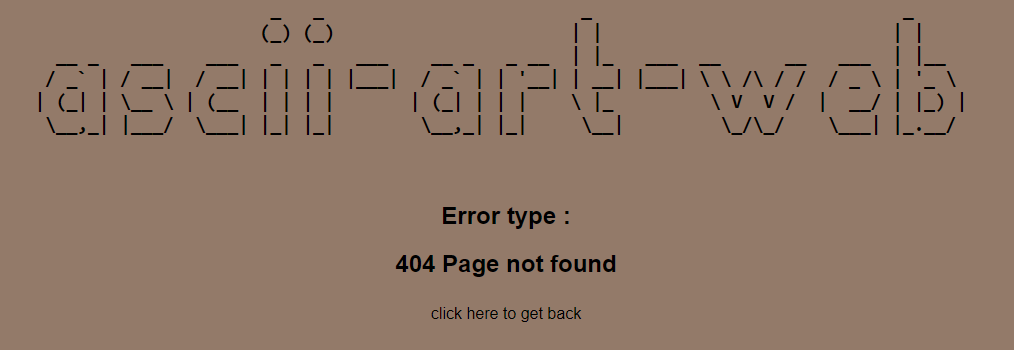 ascii-art-web
Error type :
404 Page not found
click here to get back